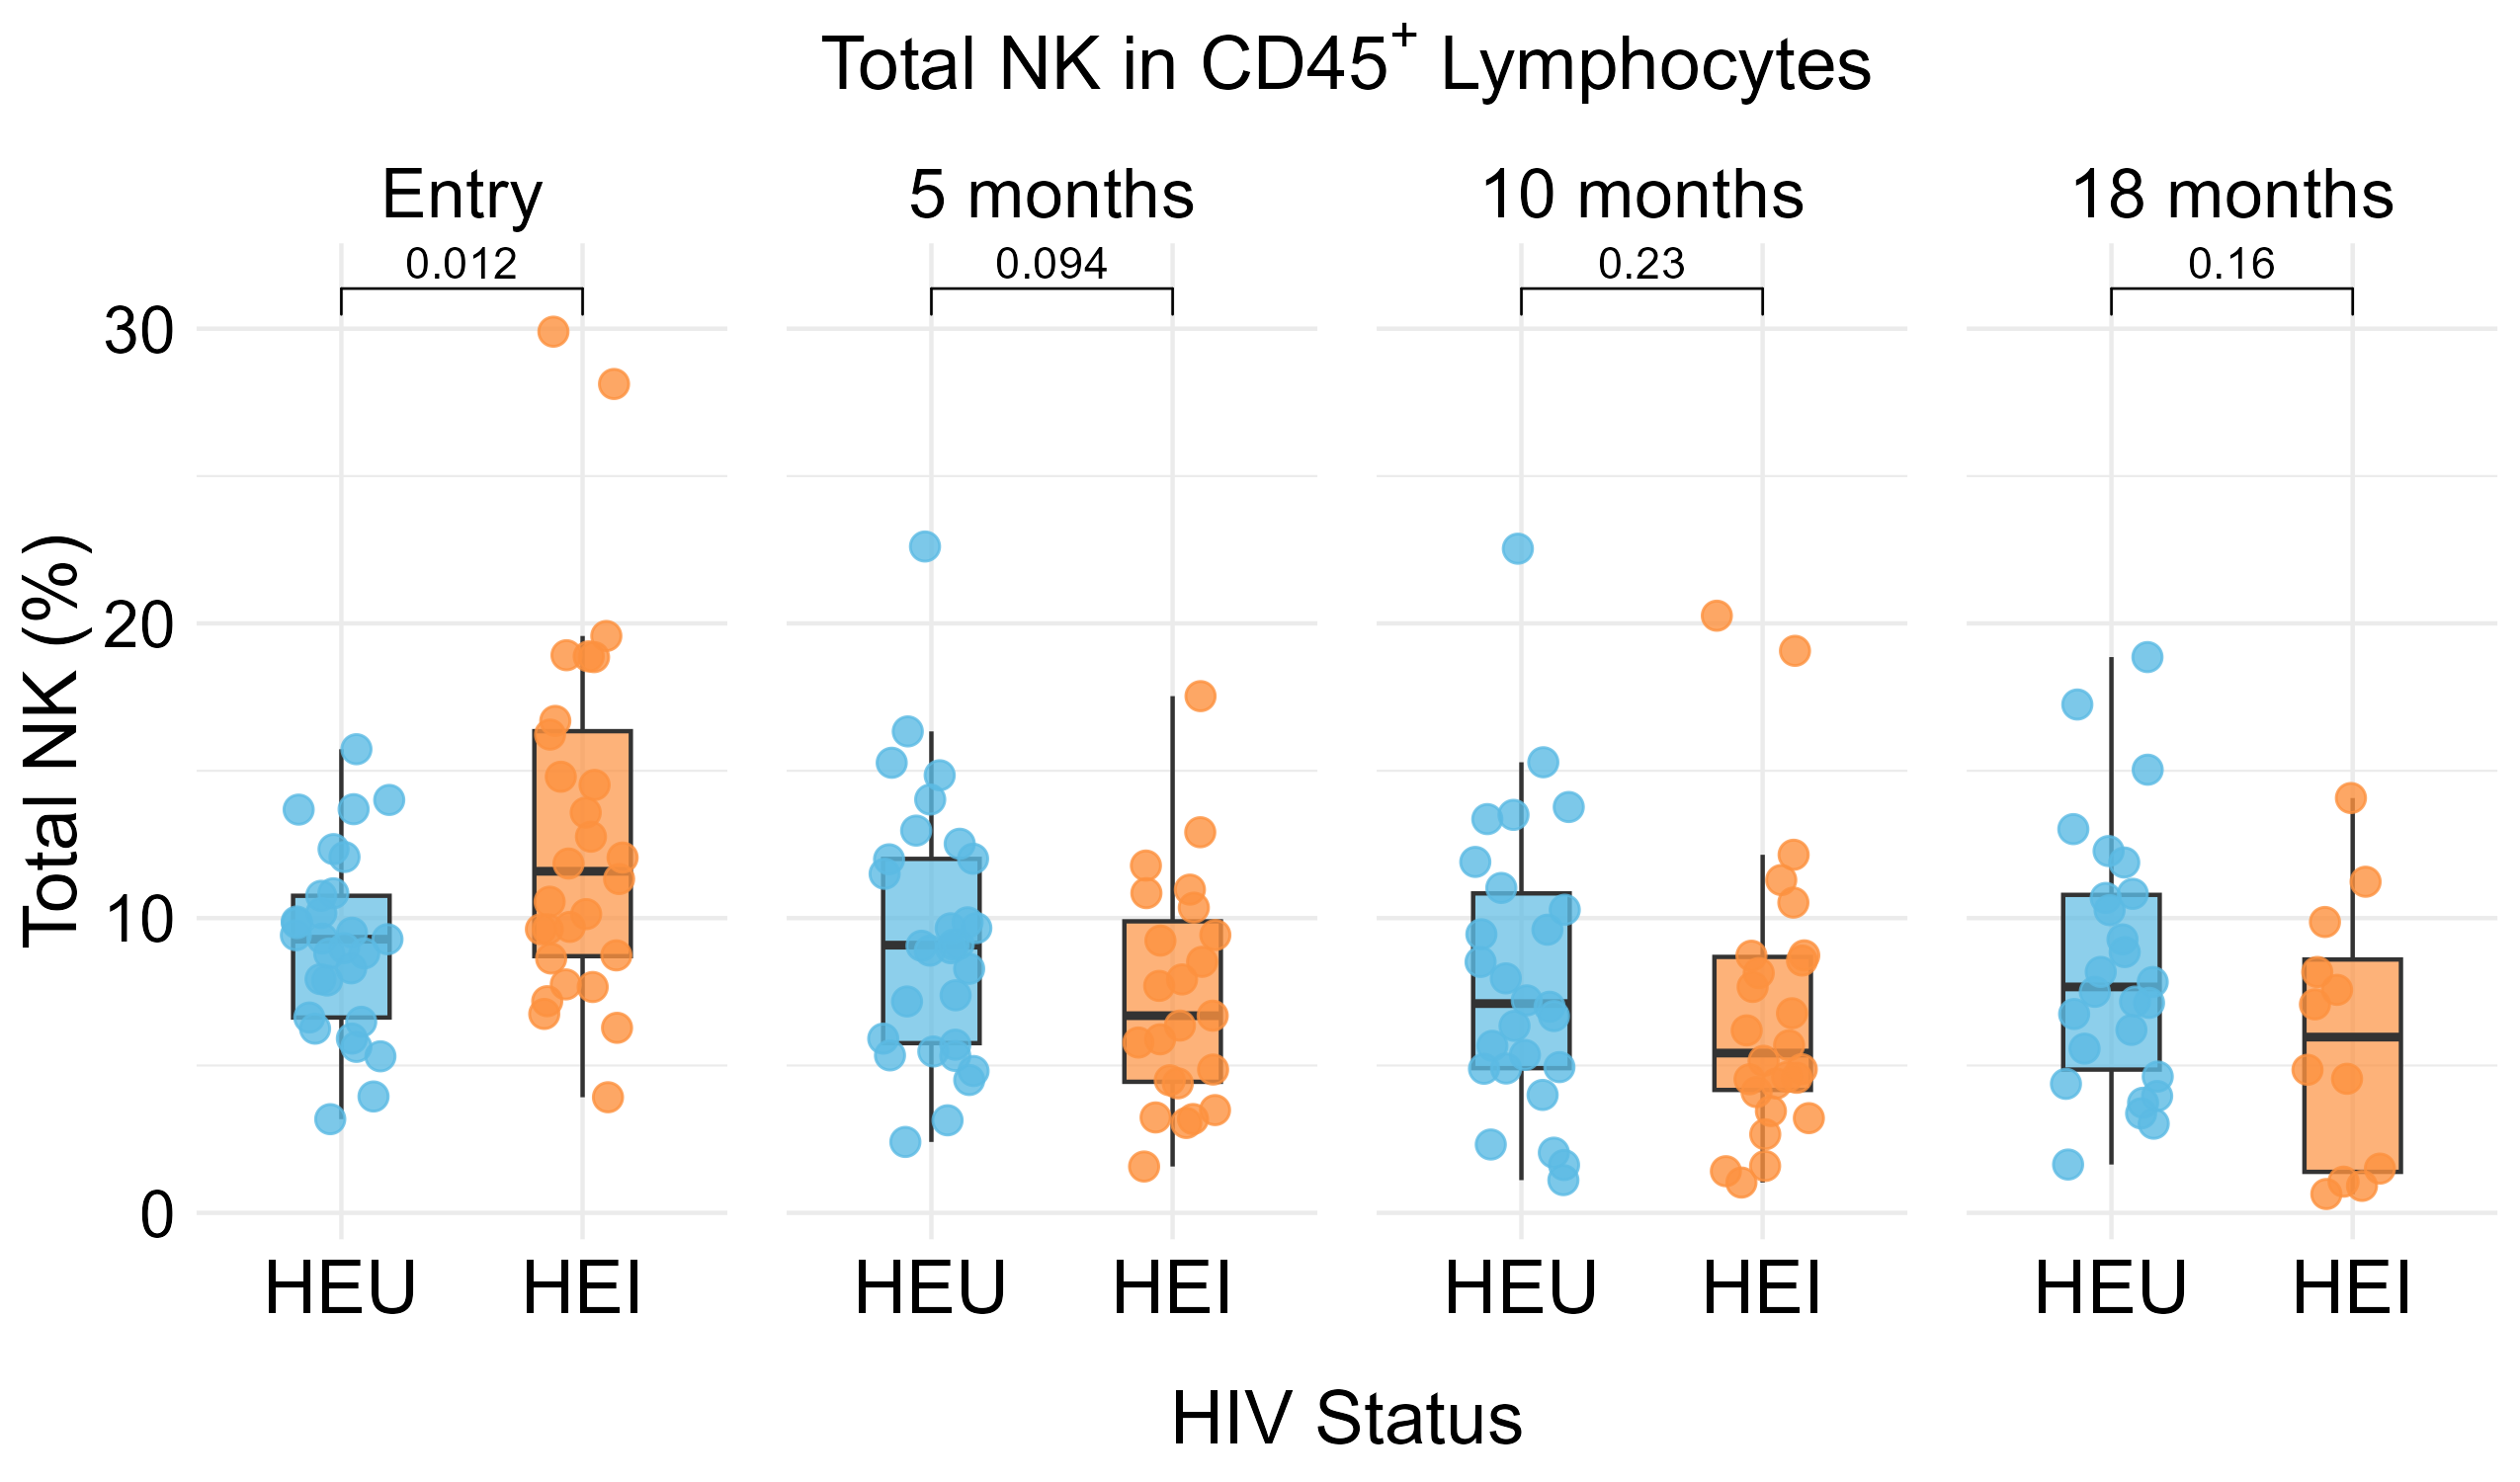 Total NK in CD45⁺ Lymphocytes
Entry 5 months 10 months 18 months
0.012 0.094 0.23 0.16
30
20
10
0
Total NK (%)
HEU HEI HEU HEI HEU HEI HEU HEI
HIV Status